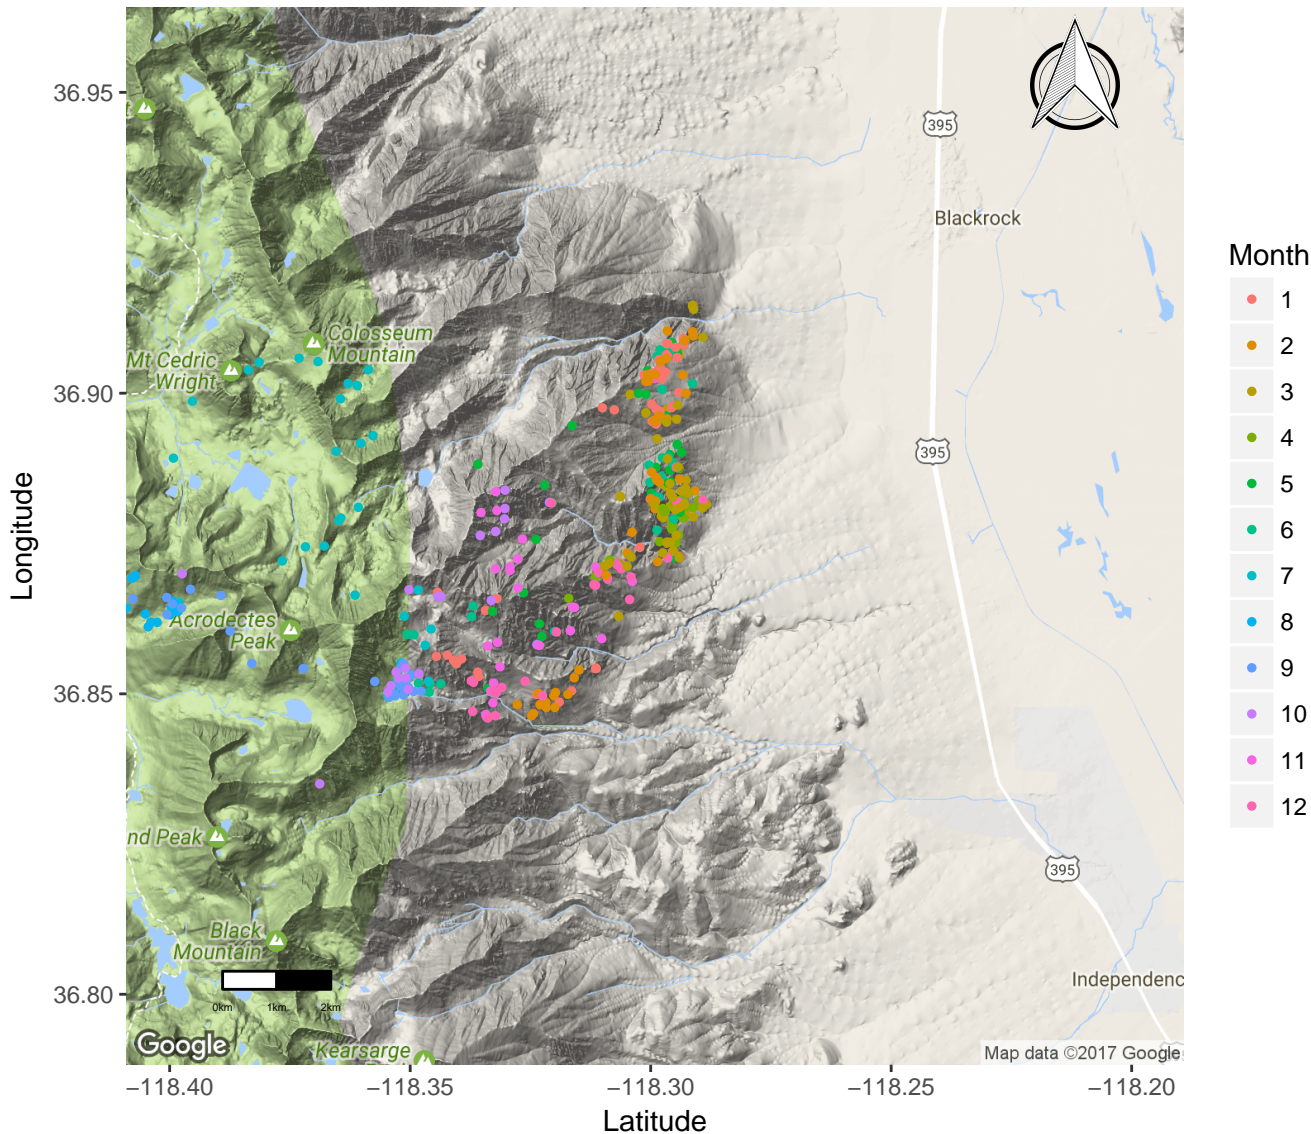 36.95
36.90
36.85
36.80
Longitude
−118.40
−118.35
−118.30
−118.25
−118.20
Latitude
395
Blackrock
395
395
Colosseum
Mountain
Mt Cedric
Wright
Acrodectes
Peak
nd Peak
Black
Mountain
0km
1km
2km
Google
Kearsarge
Independenc
Map data ©2017 Google
Month
1
2
3
4
5
6
7
8
9
10
11
12